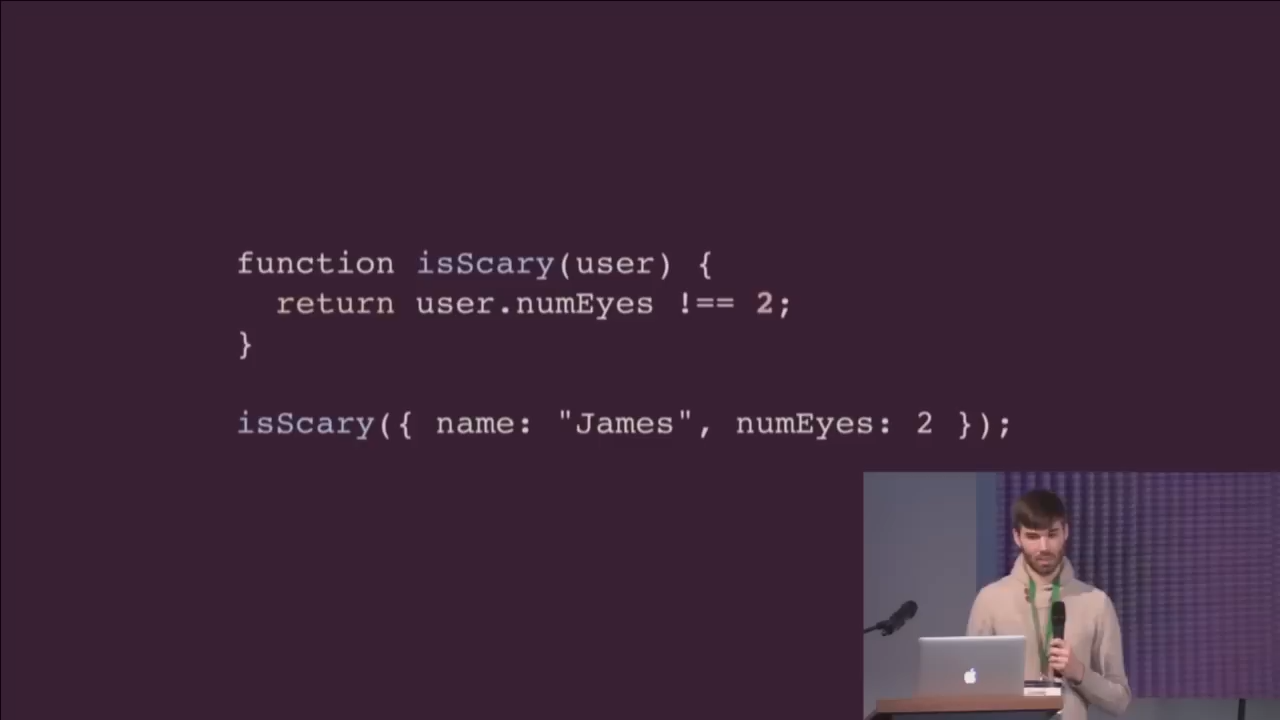 function isScary(user) {
  return user.numEyes !== 2;
}
isScary({ name: "James", numEyes: 2 });